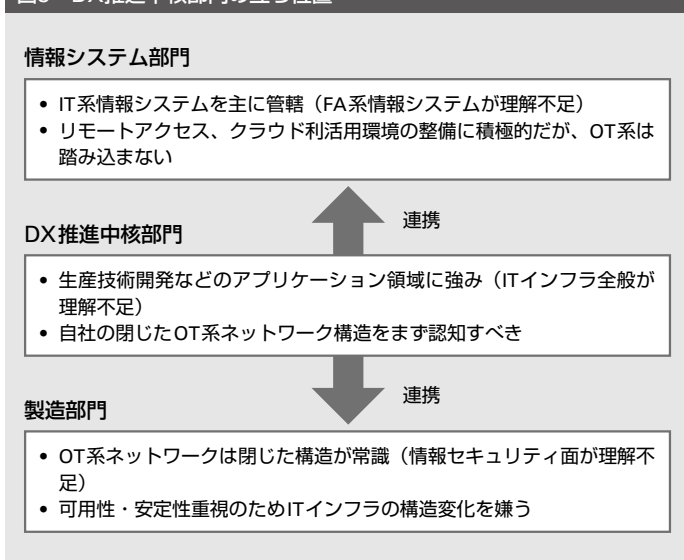 情報システム部門
• IT系情報システムを主に管轄（FA系情報システムが理解不足）
• リモートアクセス、クラウド利活用環境の整備に積極的だが、OT系は
踏み込まない
連携
DX推進中核部門
• 生産技術開発などのアプリケーション領域に強み（ITインフラ全般が
理解不足）
• 自社の閉じたOT系ネットワーク構造をまず認知すべき
連携
製造部門
• OT系ネットワークは閉じた構造が常識（情報セキュリティ面が理解不
足）
• 可用性・安定性重視のためITインフラの構造変化を嫌う